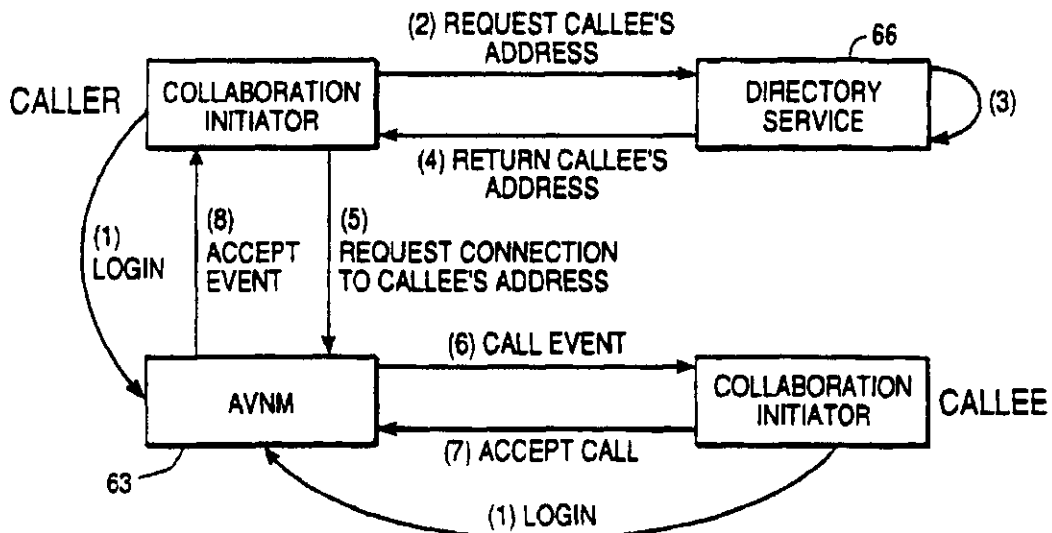 (2) REQUEST CALLEE'S
ADDRESS
66
CALLER
COLLABORATION
INITIATOR
DIRECTORY
SERVICE
(3)
(4) RETURN CALLEE'S
ADDRESS
(1)
LOGIN
(8)
ACCEPT
EVENT
(5)
REQUEST CONNECTION
TO CALLEE'S ADDRESS
(6) CALL EVENT
AVNM
COLLABORATION
INITIATOR
CALLEE
(7) ACCEPT CALL
63
(1) LOGIN